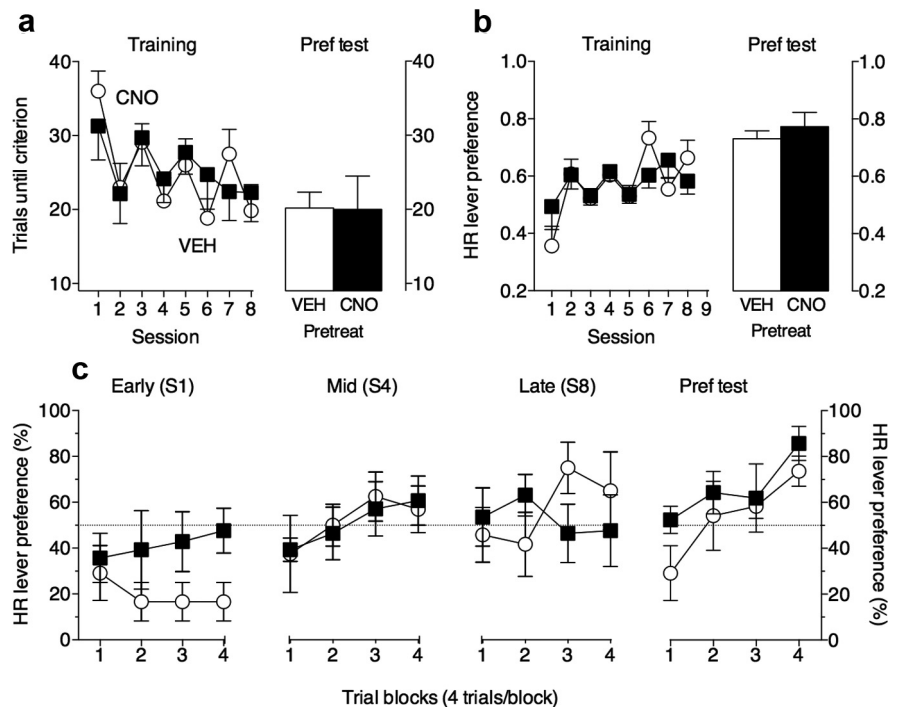 a
Training
Pref test
Trials until criterion
40
30
20
10
CNO
VEH
1 2 3 4 5 6 7 8
Session
40
30
20
10
VEH CNO
Pretreat
b
Training
Pref test
HR lever preference
1.0
0.8
0.6
0.4
0.2
1 2 3 4 5 6 7 8 9
Session
1.0
0.8
0.6
0.4
0.2
VEH CNO
Pretreat
c
Early (S1)
Mid (S4)
Late (S8)
Pref test
HR lever preference (%)
100
80
60
40
20
0
1 2 3 4
1 2 3 4
1 2 3 4
1 2 3 4
100
80
60
40
20
0
HR lever preference (%)
Trial blocks (4 trials/block)